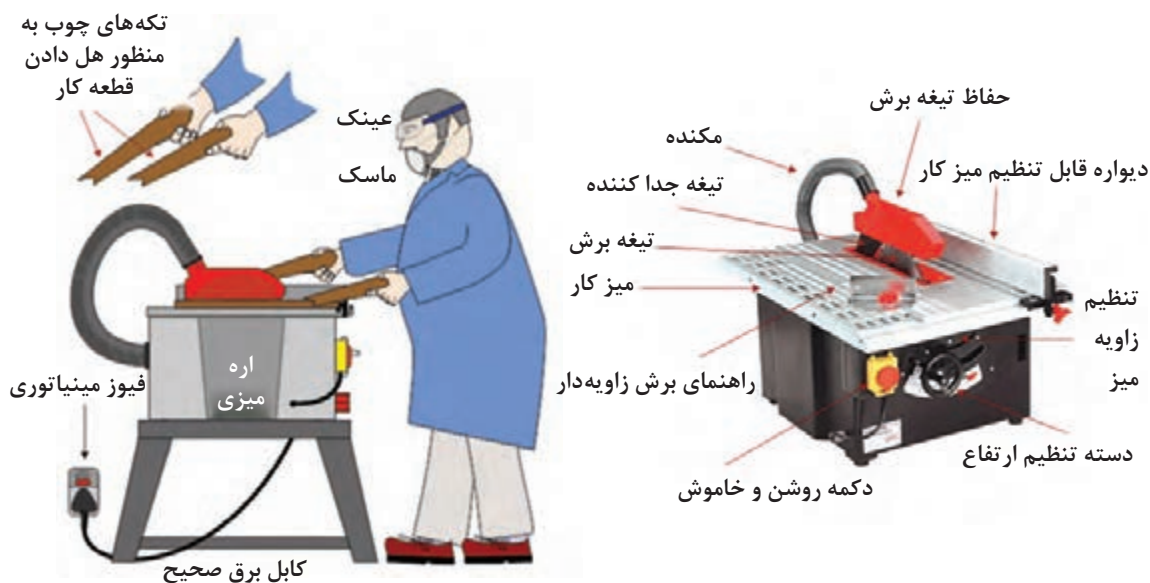 تکه‌های چوب به
منظور هل دادن
قطعه کار
عینک
ماسک
اره
میزی
فیوز مینیاتوری
کابل برق صحیح
حفاظ تیغه برش
مکنده
دیواره قابل تنظیم میز کار
تیغه جدا کننده
تیغه برش
میز کار
تنظیم
زاویه
میز
راهنمای برش زاویه‌دار
دسته تنظیم ارتفاع
دکمه روشن و خاموش